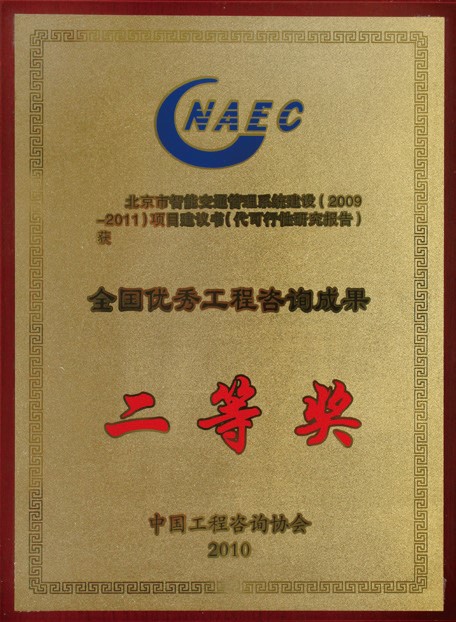 CNAEC
北京市智能交通管理系统建设(2009
-2011)项目建议书(代可行性研究报告)
获
全国优秀工程咨询成果
二等奖
中国工程咨询协会
2010